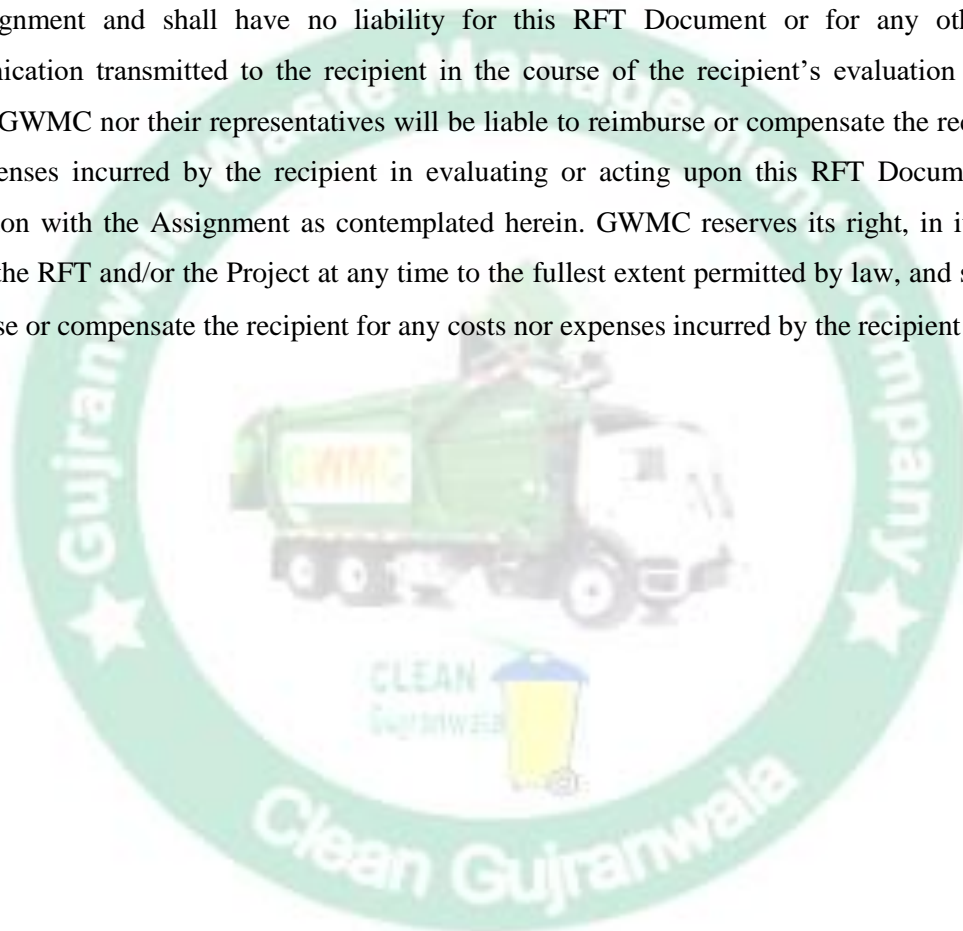 gnment and shall have no liability for this RFT Document or for any oth
nication transmitted to the recipient in the course of the recipient’s evaluation
GWMC nor their representatives will be liable to reimburse or compensate the rec
enses incurred by the recipient in evaluating or acting upon this RFT Docum
ion with the Assignment as contemplated herein. GWMC reserves its right, in i
the RFT and/or the Project at any time to the fullest extent permitted by law, and s
se or compensate the recipient for any costs nor expenses incurred by the recipient
Gujranwala Waste Management Company
GWMC
CLEAN
Gujranwala
Clean Gujranwala